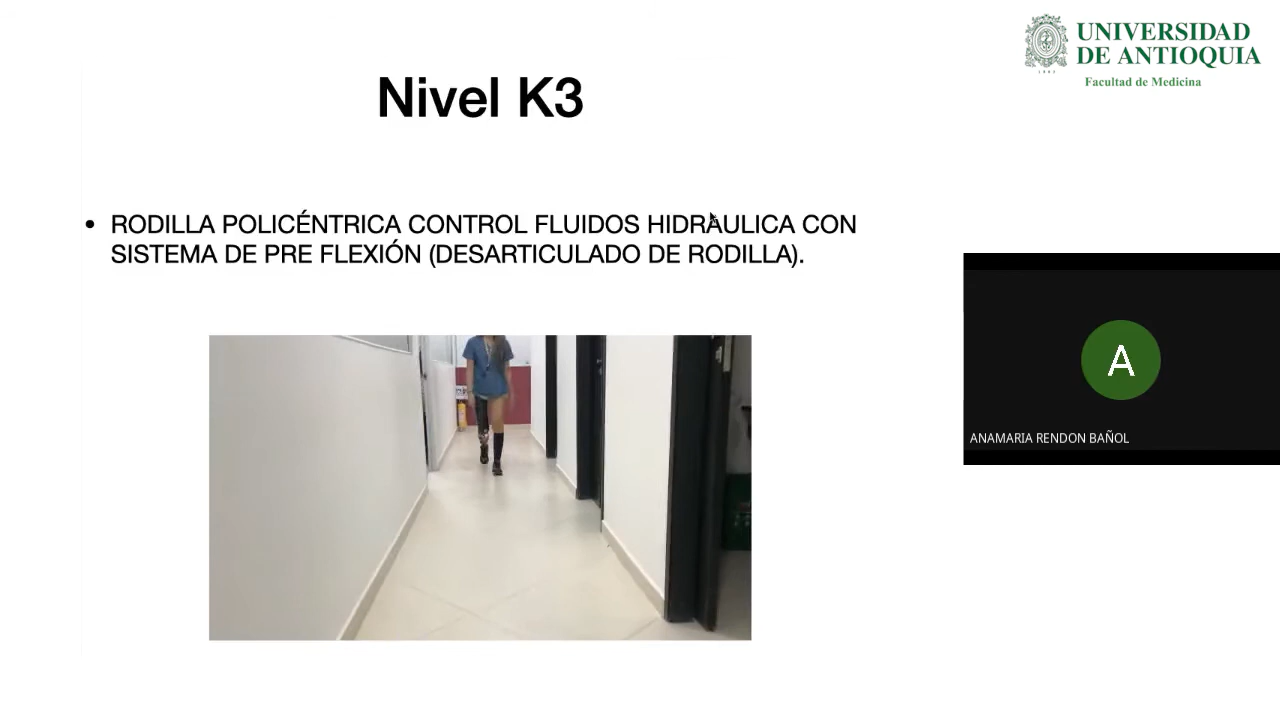 UNIVERSIDAD
DE ANTIOQUIA
1803
Facultad de Medicina
Nivel K3
• RODILLA POLICÉNTRICA CONTROL FLUIDOS HIDRAULICA CON
SISTEMA DE PRE FLEXIÓN (DESARTICULADO DE RODILLA).
A
ANAMARIA RENDON BAÑOL